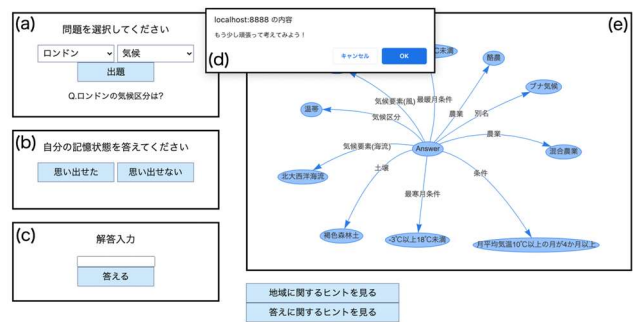 (a)
問題を選択してください
ロンドン
気候
出題
Q.ロンドンの気候区分は?
(b)
自分の記憶状態を答えてください
思い出せた
思い出せない
(c)
解答入力
答える
localhost:8888 の内容
もう少し頑張って考えてみよう！
(d)
キャンセル
OK
(e)
℃未満
酪農
ブナ気候
気候要素(風)
最暖月条件
農業
別名
温帯
気候区分
農業
気候要素(海流)
Answer
混合農業
土壌
条件
北大西洋海流
最寒月条件
褐色森林土
-3℃以上18℃未満
月平均気温10℃以上の月が4か月以上
地域に関するヒントを見る
答えに関するヒントを見る